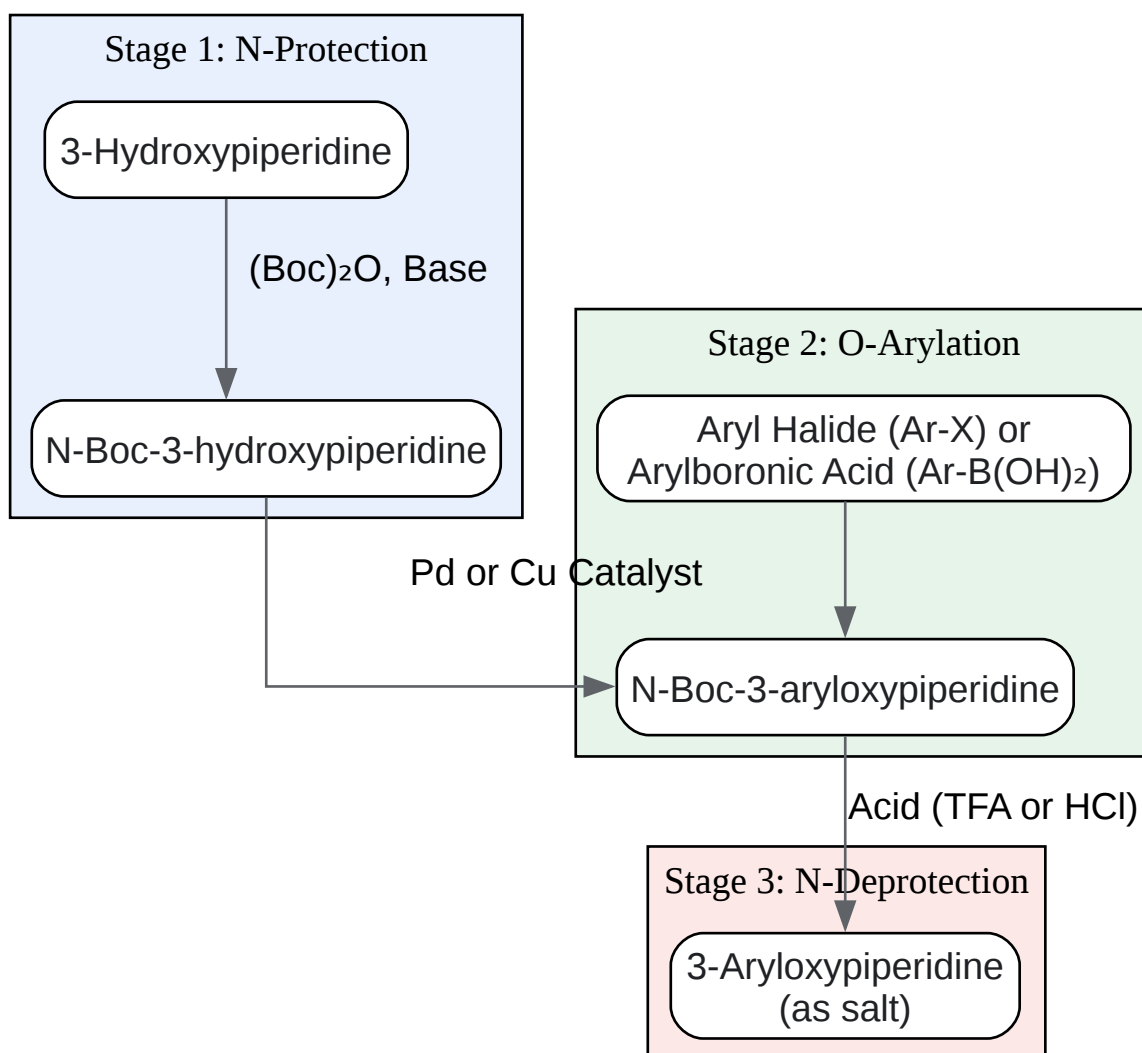 Stage 1: N-Protection
3-Hydroxypiperidine
(Boc)₂O, Base
N-Boc-3-hydroxypiperidine
Stage 2: O-Arylation
Aryl Halide (Ar-X) or
Arylboronic Acid (Ar-B(OH)₂)
Pd or Cu Catalyst
N-Boc-3-aryloxypiperidine
Acid (TFA or HCl)
Stage 3: N-Deprotection
3-Aryloxypiperidine
(as salt)